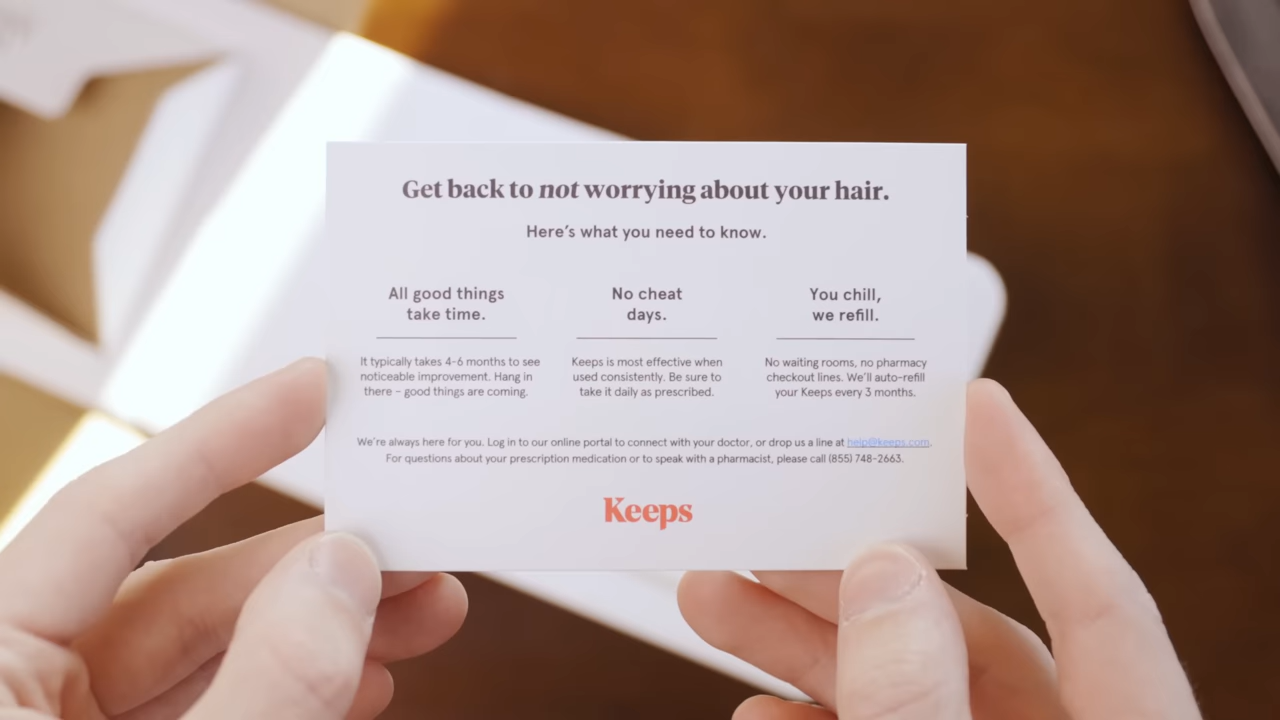 Get back to not worrying about your hair.
Here's what you need to know.
All good things
take time.
It typically takes 4-6 months to see
noticeable improvement. Hang in
there – good things are coming.
No cheat
days.
Keeps is most effective when
used consistently. Be sure to
take it daily as prescribed.
You chill,
we refill.
No waiting rooms, no pharmacy
checkout lines. We'll auto-refill
your Keeps every 3 months.
We're always here for you. Log in to our online portal to connect with your doctor, or drop us a line at help@keeps.com.
For questions about your prescription medication or to speak with a pharmacist, please call (855) 748-2663.
Keeps